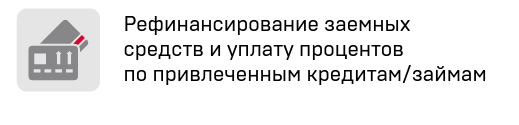 Рефинансирование заемных
средств и уплату процентов
по привлеченным кредитам/займам